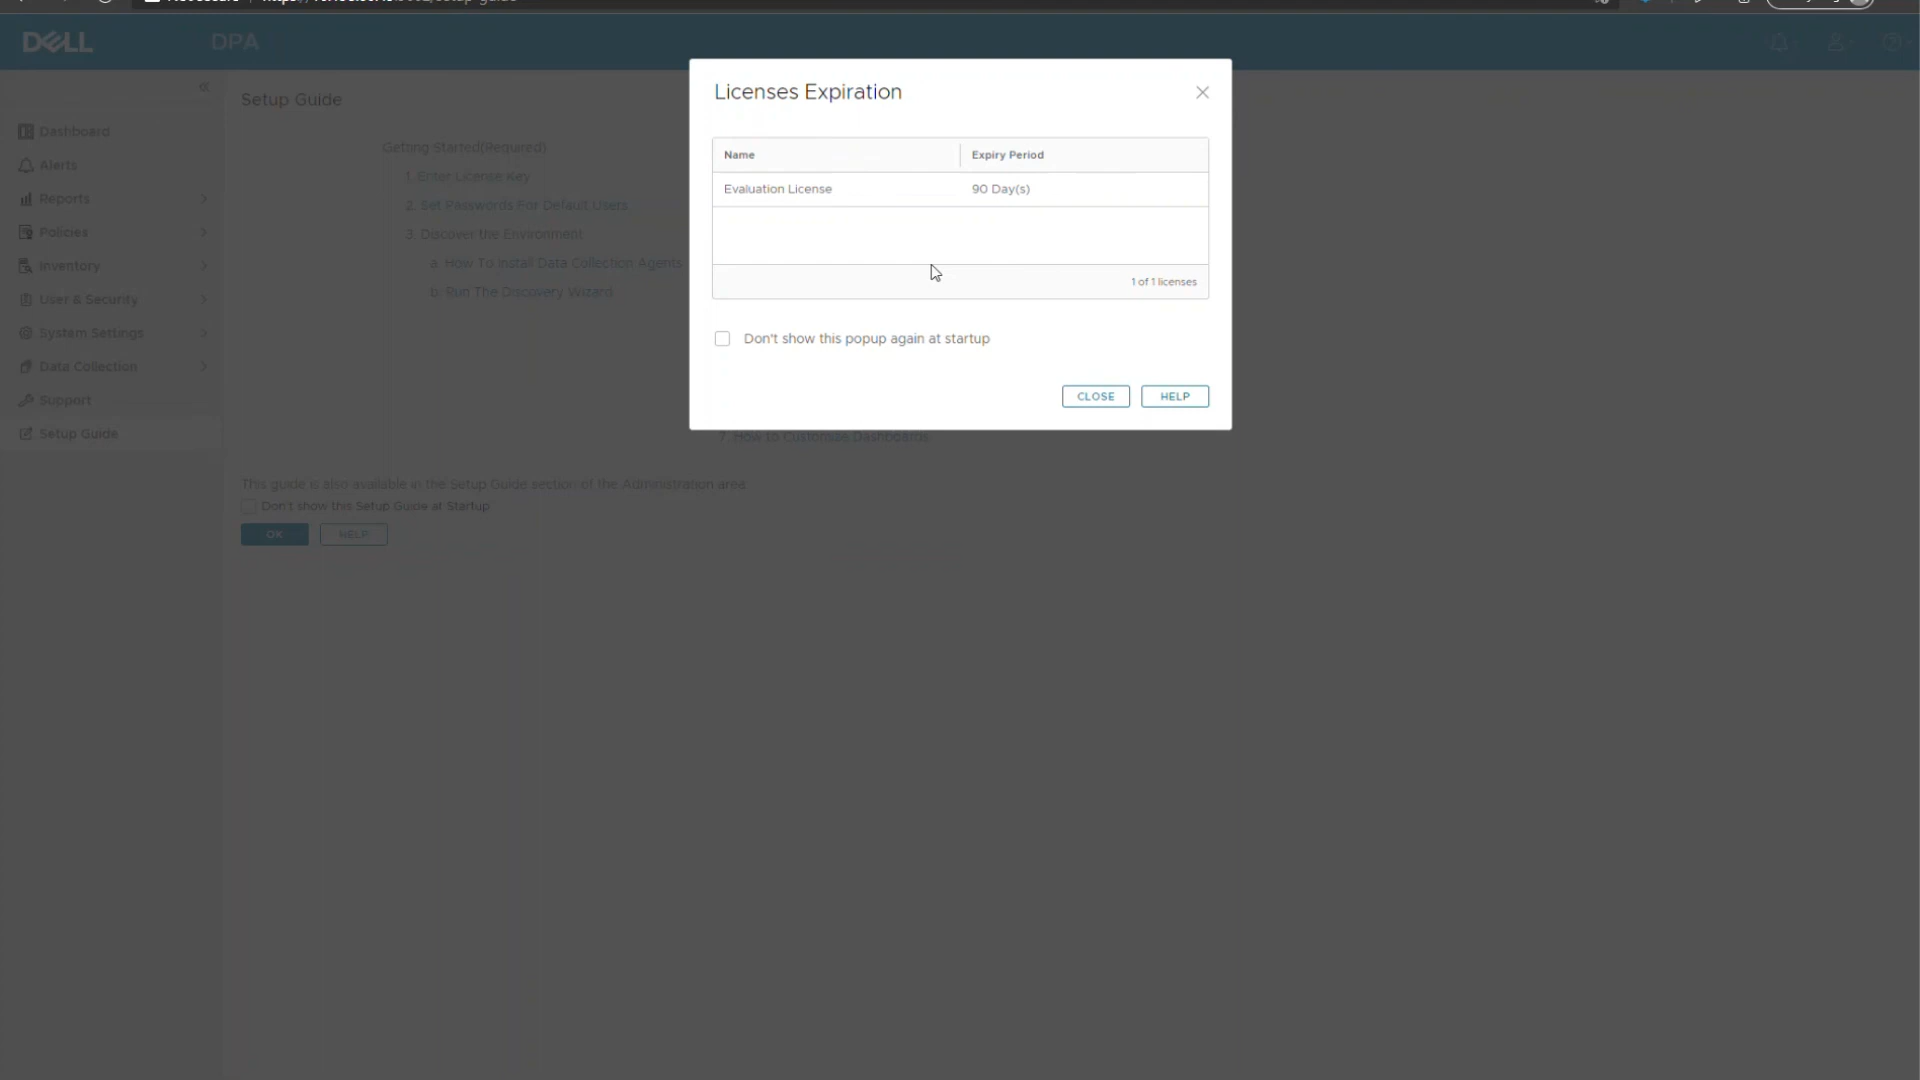 DELL
DPA
Setup Guide
Dashboard
Alerts
Reports
Policies
Inventory
User & Security
System Settings
Data Collection
Support
Setup Guide
Getting Started(Required)
1. Enter License Key
2. Set Passwords For Default Users
3. Discover the Environment
a. How To Install Data Collection Agents
b. Run The Discovery Wizard
7. How to Customize Dashboards
This guide is also available in the Setup Guide section of the Administration area.
Don't show this Setup Guide at Startup
OK
HELP
Licenses Expiration
Name
Expiry Period
Evaluation License
90 Day(s)
1 of 1 licenses
Don't show this popup again at startup
CLOSE
HELP